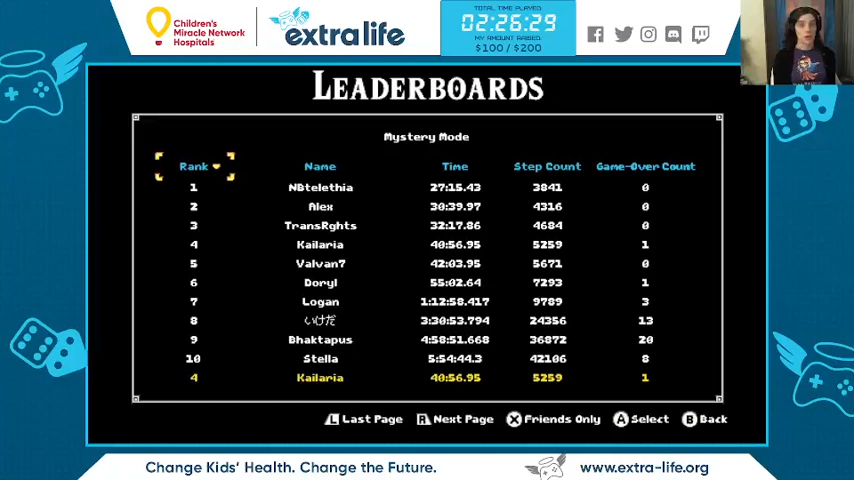 Children's
Miracle Network
Hospitals
extralife
TOTAL TIME PLAYED:
02:26:29
MY AMOUNT RAISED:
$100 / $200
LEADERBOARDS
Mystery Mode
Rank Name Time Step Count Game-Over Count
1 NBtelethia 27:15.43 3841 0
2 Alex 30:39.97 4316 0
3 TransRghts 32:17.86 4684 0
4 Kailaria 40:56.95 5259 1
5 Valvan7 42:03.95 5671 0
6 Doryl 55:02.64 7293 1
7 Logan 1:12:58.417 9789 3
8 いけだ 3:30:53.794 24356 13
9 Bhaktapus 4:58:51.668 36872 20
10 Stella 5:54:44.3 42106 8
4 Kailaria 40:56.95 5259 1
L Last Page R Next Page X Friends Only A Select B Back
Change Kids' Health. Change the Future.
www.extra-life.org